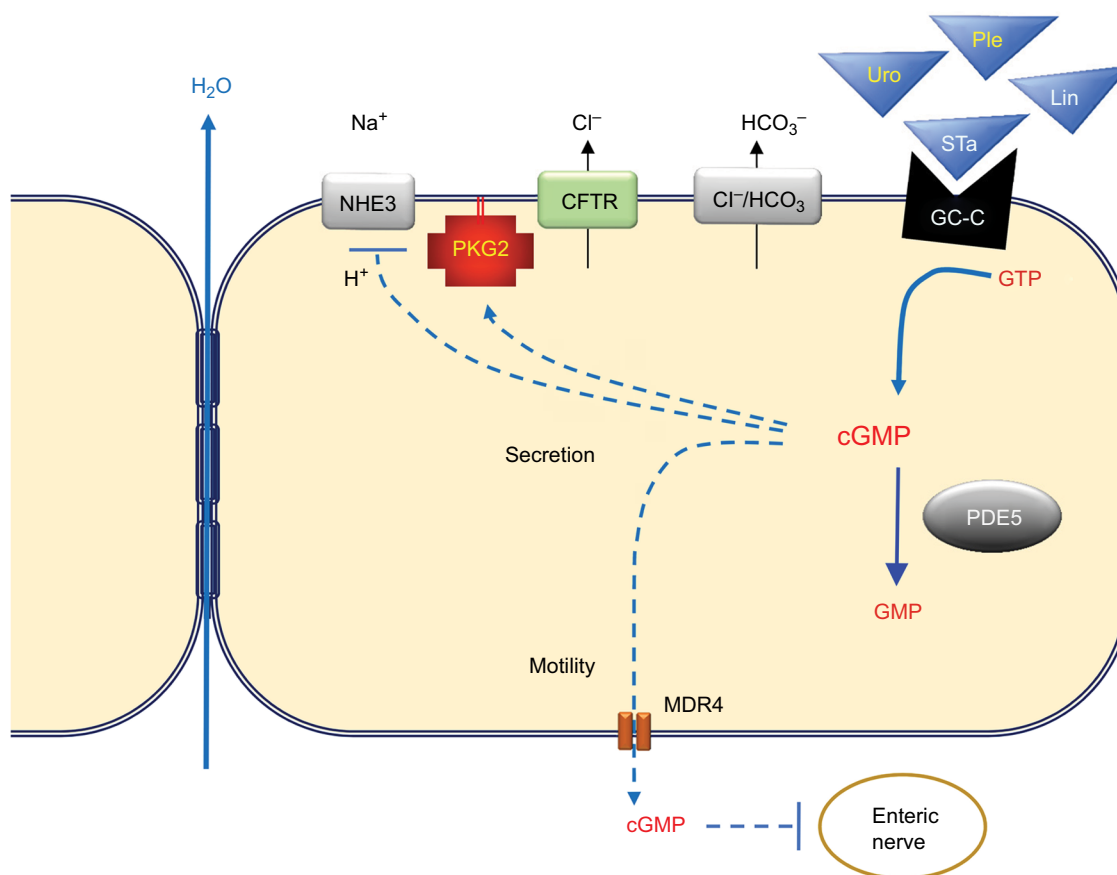 Ple
Uro
Lin
H₂O
Na⁺
Cl⁻
HCO₃⁻
STa
NHE3
CFTR
Cl⁻/HCO₃
GC-C
PKG2
H⁺
GTP
cGMP
Secretion
PDE5
GMP
Motility
MDR4
cGMP
Enteric
nerve